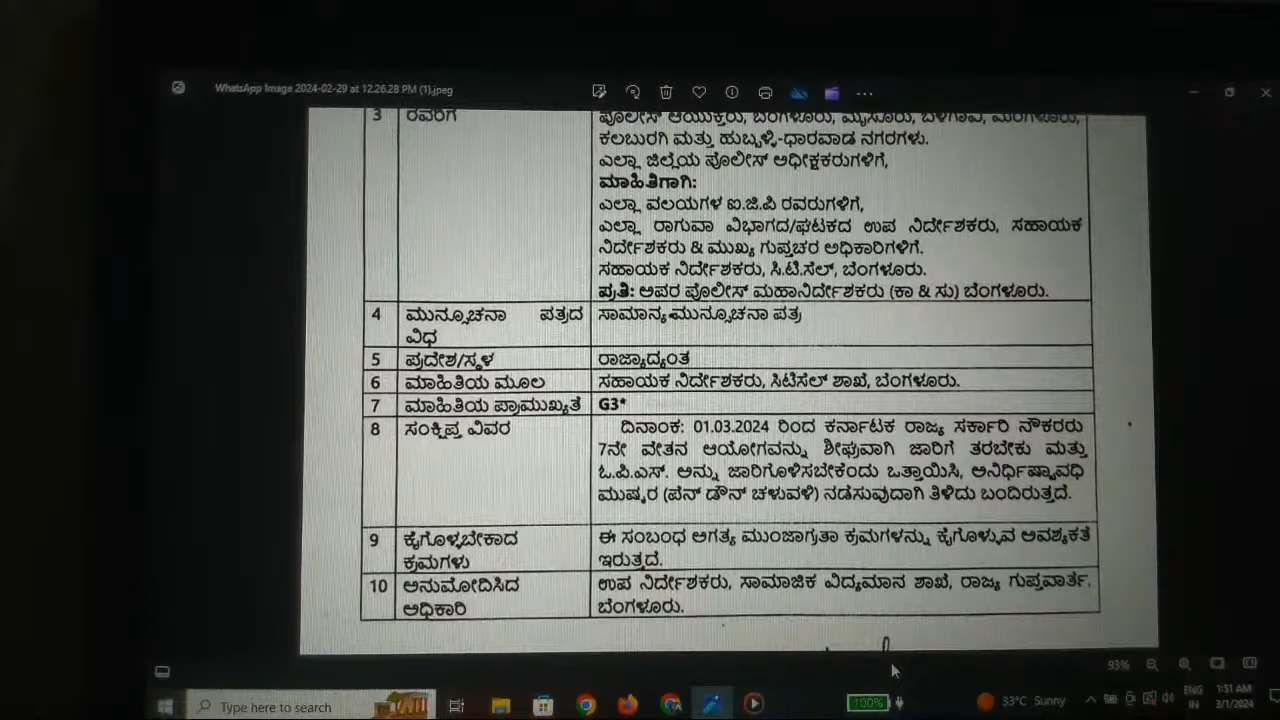 WhatsApp Image 2024-02-29 at 12.26.28 PM (1).jpeg
3 ರವರಿಗೆ ಪೊಲೀಸ್ ಆಯುಕ್ತರು, ಬೆಂಗಳೂರು, ಮೈಸೂರು, ಬೆಳಗಾವಿ, ಮಂಗಳೂರು,
ಕಲಬುರಗಿ ಮತ್ತು ಹುಬ್ಬಳ್ಳಿ-ಧಾರವಾಡ ನಗರಗಳು.
ಎಲ್ಲಾ ಜಿಲ್ಲೆಯ ಪೊಲೀಸ್ ಅಧೀಕ್ಷಕರುಗಳಿಗೆ,
ಮಾಹಿತಿಗಾಗಿ:
ಎಲ್ಲಾ ವಲಯಗಳ ಐ.ಜಿ.ಪಿ ರವರುಗಳಿಗೆ,
ಎಲ್ಲಾ ರಾಗುವಾ ವಿಭಾಗದ/ಘಟಕದ ಉಪ ನಿರ್ದೇಶಕರು, ಸಹಾಯಕ
ನಿರ್ದೇಶಕರು & ಮುಖ್ಯ ಗುಪ್ತಚರ ಅಧಿಕಾರಿಗಳಿಗೆ.
ಸಹಾಯಕ ನಿರ್ದೇಶಕರು, ಸಿ.ಟಿ.ಸೆಲ್, ಬೆಂಗಳೂರು.
ಪ್ರತಿ: ಅಪರ ಪೊಲೀಸ್ ಮಹಾನಿರ್ದೇಶಕರು (ಕಾ & ಸು) ಬೆಂಗಳೂರು.
4 ಮುನ್ಸೂಚನಾ ಪತ್ರದ ಸಾಮಾನ್ಯ ಮುನ್ಸೂಚನಾ ಪತ್ರ
ವಿಧ
5 ಪ್ರದೇಶ/ಸ್ಥಳ ರಾಜ್ಯಾದ್ಯಂತ
6 ಮಾಹಿತಿಯ ಮೂಲ ಸಹಾಯಕ ನಿರ್ದೇಶಕರು, ಸಿಟಿಸೆಲ್ ಶಾಖೆ, ಬೆಂಗಳೂರು.
7 ಮಾಹಿತಿಯ ಪ್ರಾಮುಖ್ಯತೆ G3*
8 ಸಂಕ್ಷಿಪ್ತ ವಿವರ ದಿನಾಂಕ: 01.03.2024 ರಿಂದ ಕರ್ನಾಟಕ ರಾಜ್ಯ ಸರ್ಕಾರಿ ನೌಕರರು
7ನೇ ವೇತನ ಆಯೋಗವನ್ನು ಶೀಘ್ರವಾಗಿ ಜಾರಿಗೆ ತರಬೇಕು ಮತ್ತು
ಓ.ಪಿ.ಎಸ್. ಅನ್ನು ಜಾರಿಗೊಳಿಸಬೇಕೆಂದು ಒತ್ತಾಯಿಸಿ, ಅನಿರ್ಧಿಷ್ಟಾವಧಿ
ಮುಷ್ಕರ (ಪೆನ್ ಡೌನ್ ಚಳುವಳಿ) ನಡೆಸುವುದಾಗಿ ತಿಳಿದು ಬಂದಿರುತ್ತದೆ.
9 ಕೈಗೊಳ್ಳಬೇಕಾದ ಈ ಸಂಬಂಧ ಅಗತ್ಯ ಮುಂಜಾಗ್ರತಾ ಕ್ರಮಗಳನ್ನು ಕೈಗೊಳ್ಳುವ ಅವಶ್ಯಕತೆ
ಕ್ರಮಗಳು ಇರುತ್ತದೆ.
10 ಅನುಮೋದಿಸಿದ ಉಪ ನಿರ್ದೇಶಕರು, ಸಾಮಾಜಿಕ ವಿದ್ಯಮಾನ ಶಾಖೆ, ರಾಜ್ಯ ಗುಪ್ತವಾರ್ತೆ,
ಅಧಿಕಾರಿ ಬೆಂಗಳೂರು.
93%
Type here to search
100%
33°C Sunny
ENG
IN
1:51 AM
3/1/2024